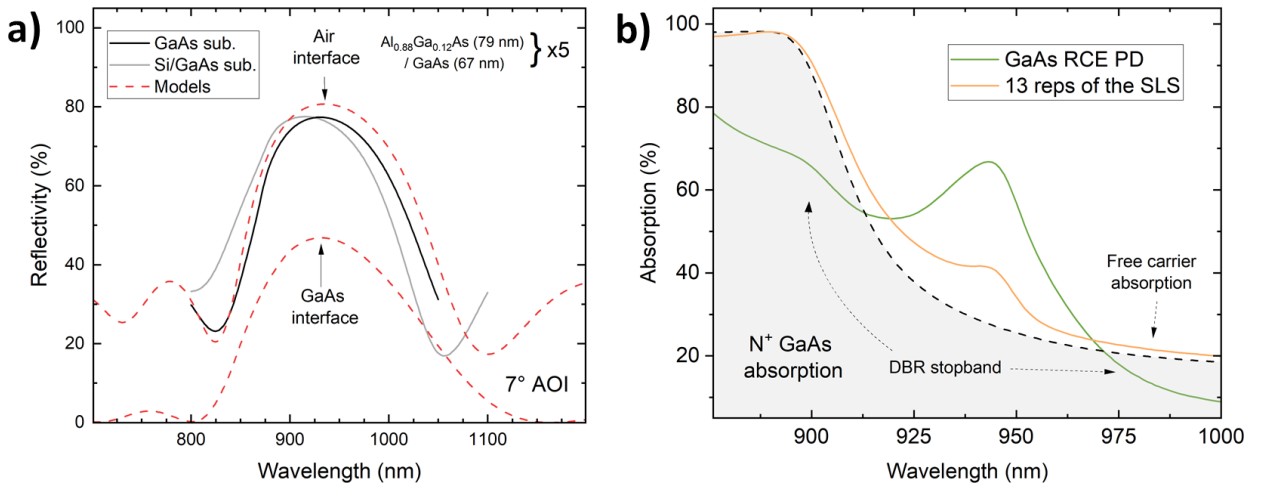 a)
GaAs sub.
Si/GaAs sub.
Models
Air
interface
Al0.88Ga0.12As (79 nm)
/ GaAs (67 nm)
} x5
GaAs
interface
7° AOI
Reflectivity (%)
100
80
60
40
20
0
800
900
1000
1100
Wavelength (nm)
b)
GaAs RCE PD
13 reps of the SLS
Free carrier
absorption
N+ GaAs
absorption
DBR stopband
Absorption (%)
100
80
60
40
20
900
925
950
975
1000
Wavelength (nm)